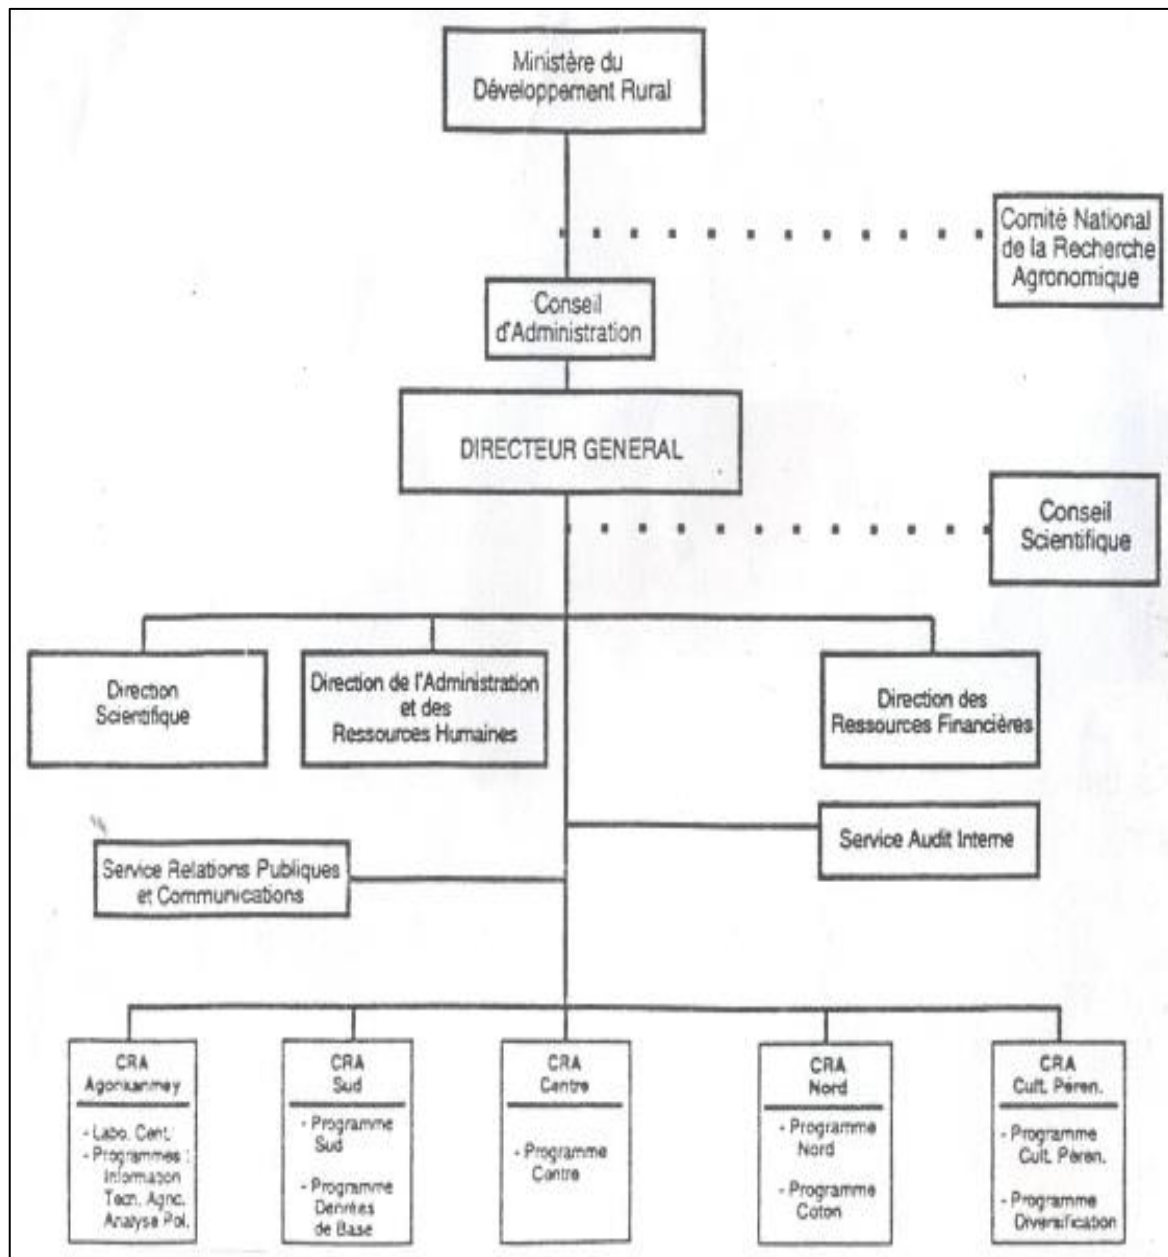 Ministère du
Développement Rural
Comité National
de la Recherche
Agronomique
Conseil
d'Administration
DIRECTEUR GENERAL
Conseil
Scientifique
Direction
Scientifique
Direction de l'Administration
et des
Ressources Humaines
Direction des
Ressources Financières
Service Audit Interne
Service Relations Publiques
et Communications
CRA
Agonkanmey
- Labo. Cent.
- Programmes :
Information
Tecn. Agric.
Analyse Pol.
CRA
Sud
- Programme
Sud
- Programme
Denrées
de Base
CRA
Centre
- Programme
Centre
CRA
Nord
- Programme
Nord
- Programme
Coton
CRA
Cult. Péren.
- Programme
Cult. Péren.
- Programme
Diversification